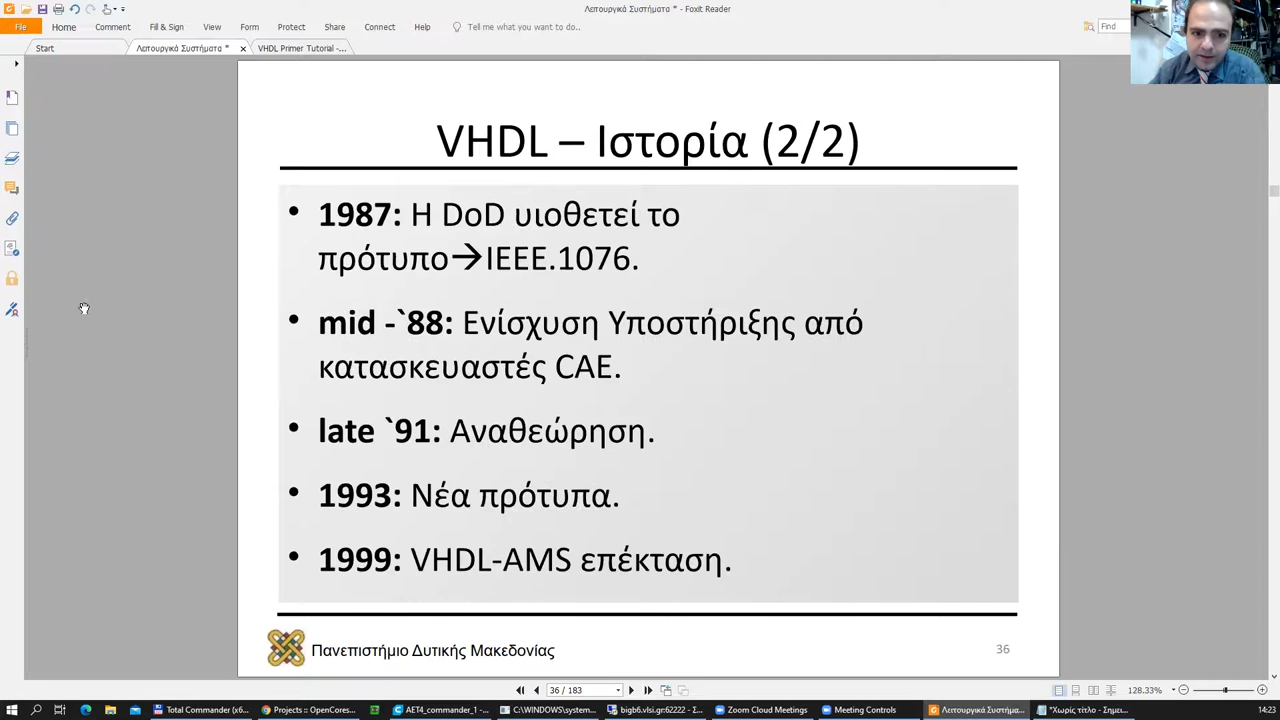 Λειτουργικά Συστήματα * - Foxit Reader
File Home Comment Fill & Sign View Form Protect Share Connect Help Tell me what you want to do.. Find
Start Λειτουργικά Συστήματα * VHDL Primer Tutorial -...
VHDL – Ιστορία (2/2)
• 1987: Η DoD υιοθετεί το
πρότυπο→IEEE.1076.
• mid -`88: Ενίσχυση Υποστήριξης από
κατασκευαστές CAE.
• late `91: Αναθεώρηση.
• 1993: Νέα πρότυπα.
• 1999: VHDL-AMS επέκταση.
Πανεπιστήμιο Δυτικής Μακεδονίας
36
36 / 183
128.33%
Total Commander (x6... Projects :: OpenCores... AET4_commander_1 -... C:\WINDOWS\system... bigb6.vlsi.gr:62222 - Σ... Zoom Cloud Meetings Meeting Controls Λειτουργικά Συστήμα... *Χωρίς τίτλο - Σημει... 14:23